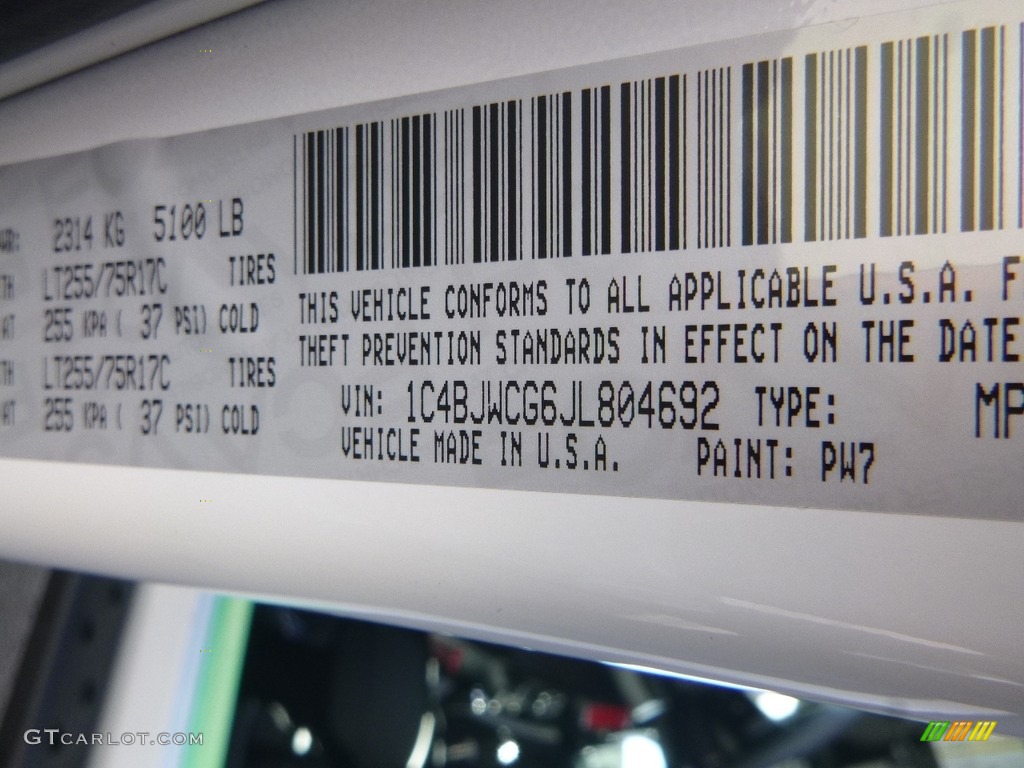 2314 KG 5100 LB
LT255/75R17C TIRES
255 KPA ( 37 PSI) COLD
LT255/75R17C TIRES
255 KPA ( 37 PSI) COLD
THIS VEHICLE CONFORMS TO ALL APPLICABLE U.S.A. F
THEFT PREVENTION STANDARDS IN EFFECT ON THE DATE
VIN: 1C4BJWCG6JL804692 TYPE: MP
VEHICLE MADE IN U.S.A. PAINT: PW7
GTCARLOT.COM